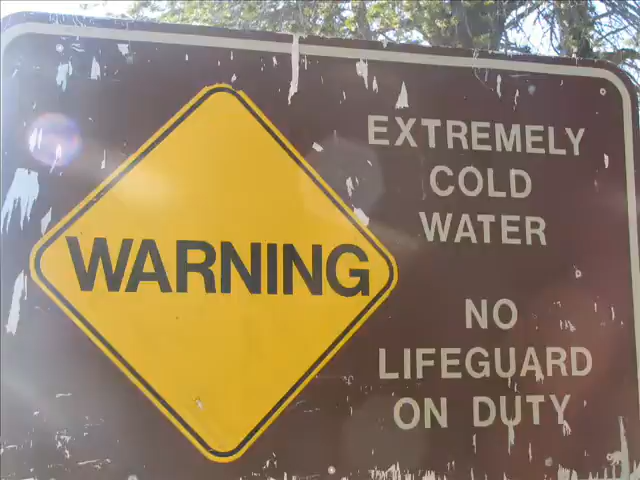 WARNING
EXTREMELY
COLD
WATER
NO
LIFEGUARD
ON DUTY